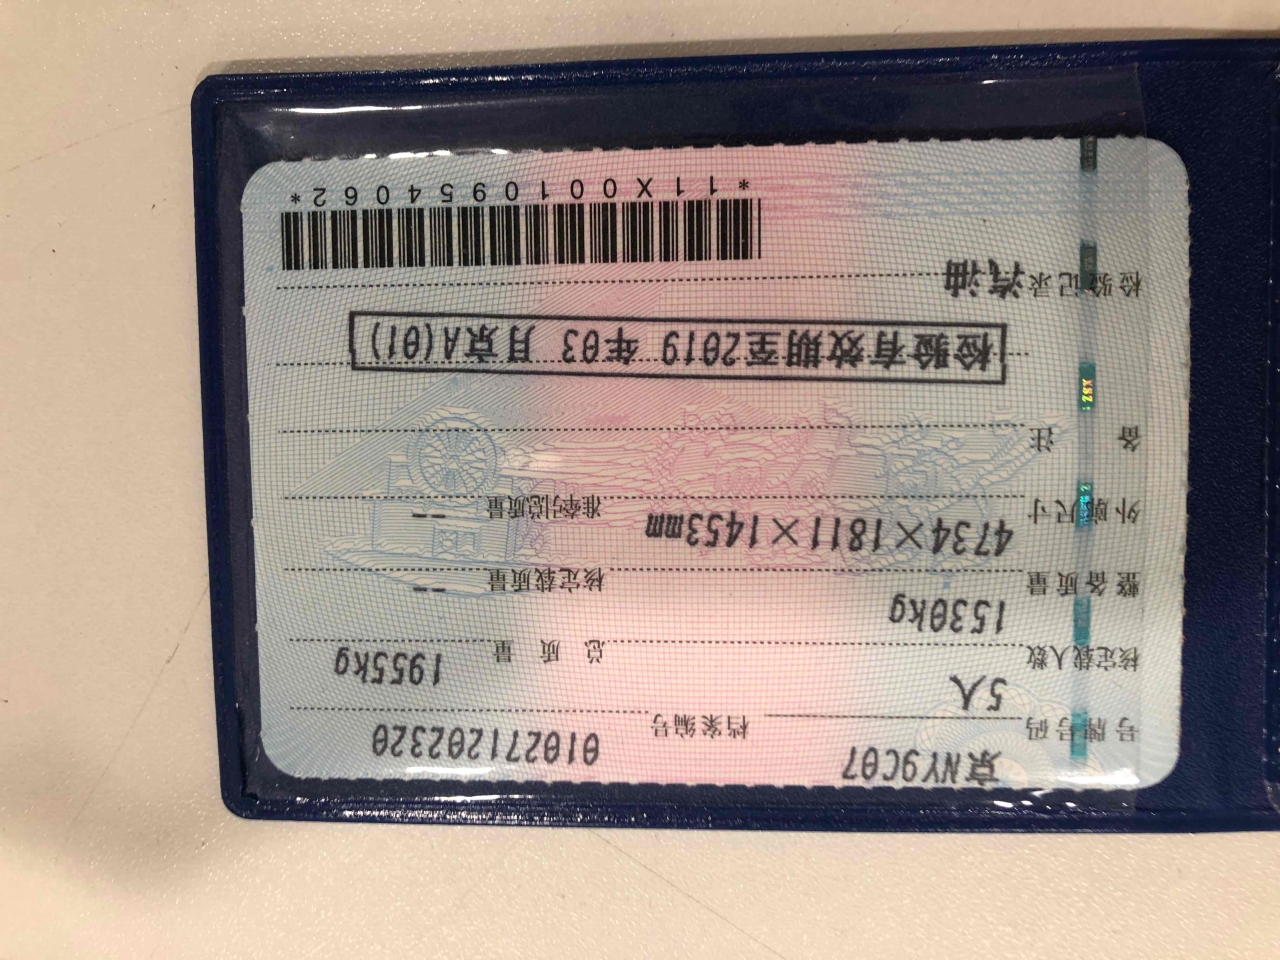 号牌号码 京NY9C07 档案编号 010271202320
核定载人数 5人 总质量 1955kg
整备质量 1530kg 核定载质量 --
外廓尺寸 4734×1811×1453mm 准牵引总质量 --
备注
检验有效期至2019年03月京A(01)
检验记录 汽油
*11X0010954062*